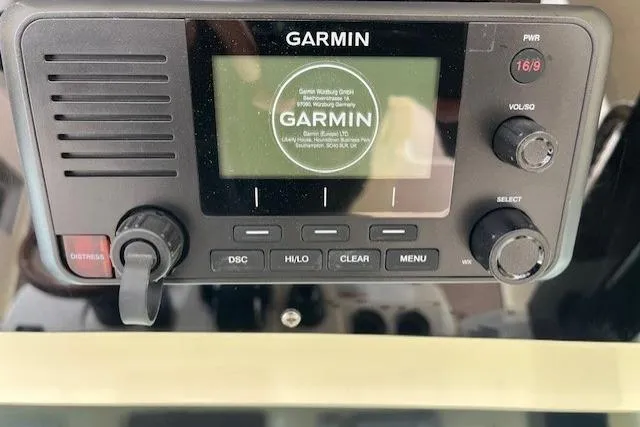 GARMIN
PWR
16/9
Garmin Würzburg GmbH
Beethovenstrasse 1A
97080, Würzburg Germany
GARMIN
Garmin (Europe) LTD.
Liberty House, Hounsdown Business Park
Southampton, SO40 9LR, UK
VOL/SQ
SELECT
WX
DISTRESS
DSC
HI/LO
CLEAR
MENU